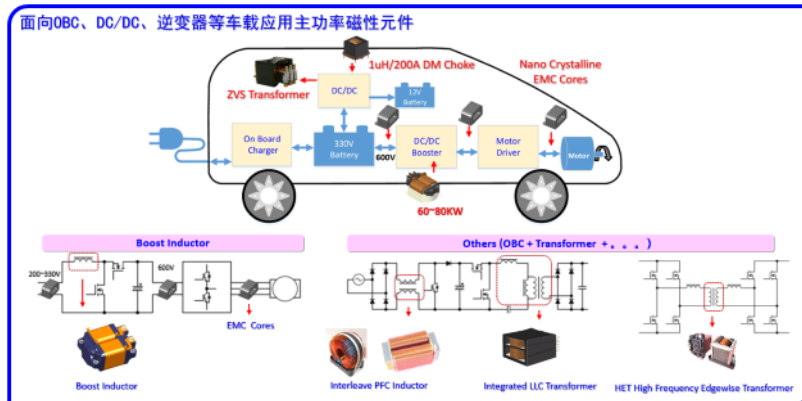 面向OBC、DC/DC、逆变器等车载应用主功率磁性元件
1uH/200A DM Choke
Nano Crystalline
EMC Cores
ZVS Transformer
DC/DC
12V
Battery
On Board
Charger
330V
Battery
600V
DC/DC
Booster
Motor
Driver
Motor
60~80KW
Boost Inductor
Others (OBC + Transformer + 。。。)
200~330V
600V
EMC Cores
Boost Inductor
Interleave PFC Inductor
Integrated LLC Transformer
HET High Frequency Edgewise Transformer